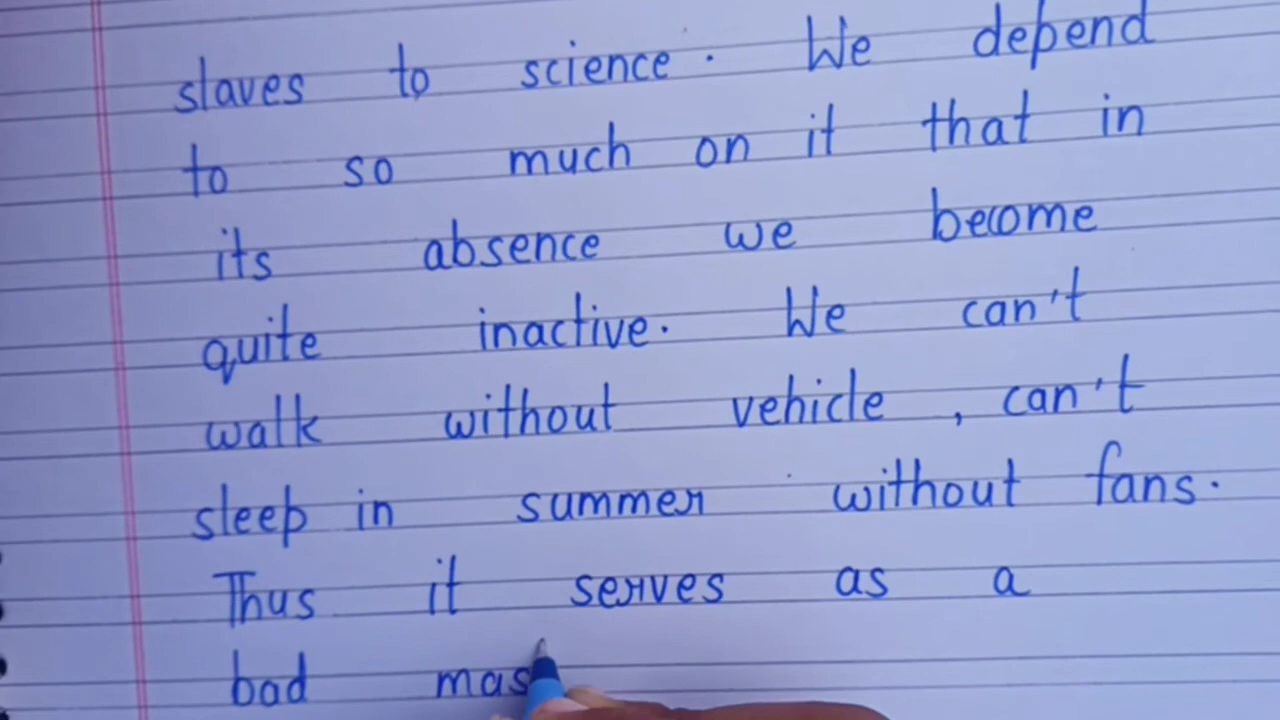 slaves to science. We depend
to so much on it that in
its absence we become
quite inactive. We can't
walk without vehicle, can't
sleep in summer without fans.
Thus it serves as a
bad mas